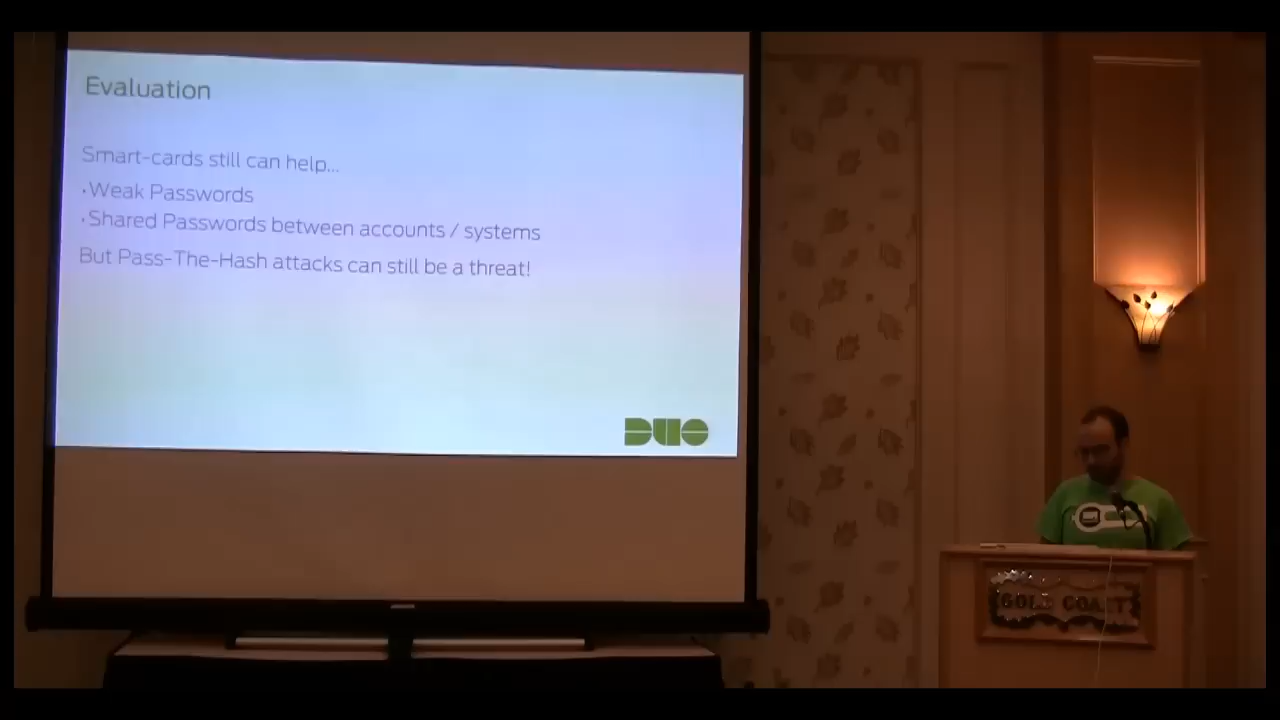 Evaluation
Smart-cards still can help...
•Weak Passwords
•Shared Passwords between accounts / systems
But Pass-The-Hash attacks can still be a threat!
DUO
GOLD COAST